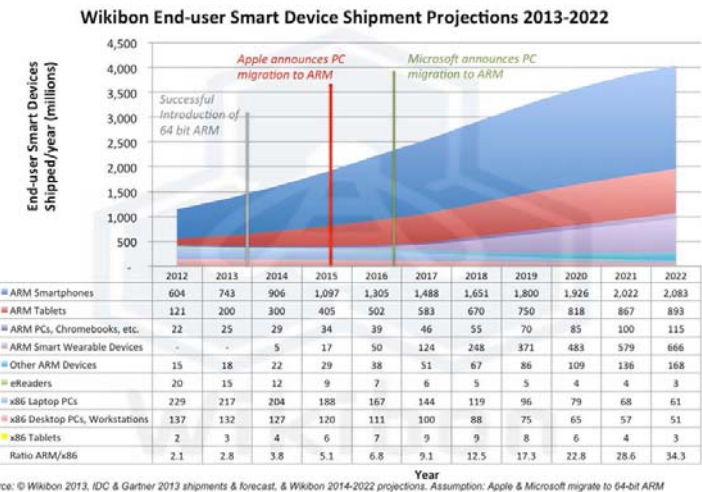 Wikibon End-user Smart Device Shipment Projections 2013-2022
End-user Smart Devices
Shipped/year (millions)
4,500
4,000
3,500
3,000
2,500
2,000
1,500
1,000
500
-
Successful
Introduction of
64 bit ARM
Apple announces PC
migration to ARM
Microsoft announces PC
migration to ARM
2012 2013 2014 2015 2016 2017 2018 2019 2020 2021 2022
ARM Smartphones 604 743 906 1,097 1,305 1,488 1,651 1,800 1,926 2,022 2,083
ARM Tablets 121 200 300 405 502 583 670 750 818 867 893
ARM PCs, Chromebooks, etc. 22 25 29 34 39 46 55 70 85 100 115
ARM Smart Wearable Devices - - 5 17 50 124 248 371 483 579 666
Other ARM Devices 15 18 22 29 38 51 67 86 109 136 168
eReaders 20 15 12 9 7 6 5 5 4 4 3
x86 Laptop PCs 229 217 204 188 167 144 119 96 79 68 61
x86 Desktop PCs, Workstations 137 132 127 120 111 100 88 75 65 57 51
x86 Tablets 2 3 4 6 7 9 9 8 6 4 3
Ratio ARM/x86 2.1 2.8 3.8 5.1 6.8 9.1 12.5 17.3 22.8 28.6 34.3
Year
rce: © Wikibon 2013, IDC & Gartner 2013 shipments & forecast, & Wikibon 2014-2022 projections. Assumption: Apple & Microsoft migrate to 64-bit ARM
Wikibon